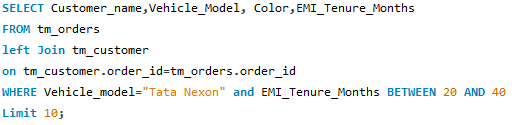 SELECT Customer_name,Vehicle_Model, Color,EMI_Tenure_Months
FROM tm_orders
left Join tm_customer
on tm_customer.order_id=tm_orders.order_id
WHERE Vehicle_model="Tata Nexon" and EMI_Tenure_Months BETWEEN 20 AND 40
Limit 10;